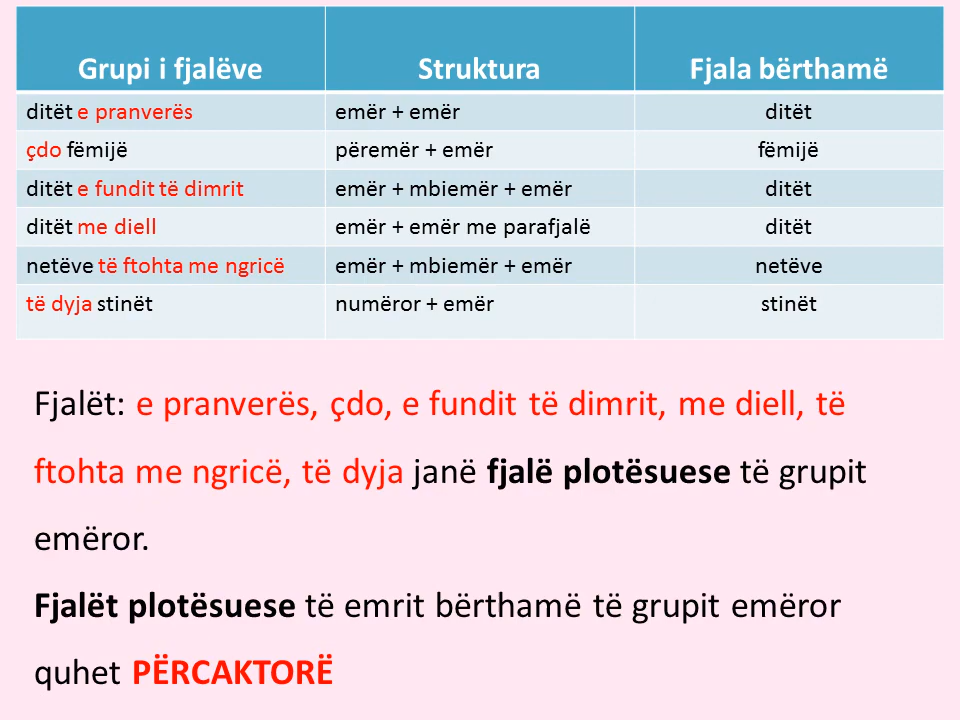 Grupi i fjalëve Struktura Fjala bërthamë
ditët e pranverës emër + emër ditët
çdo fëmijë përemër + emër fëmijë
ditët e fundit të dimrit emër + mbiemër + emër ditët
ditët me diell emër + emër me parafjalë ditët
netëve të ftohta me ngricë emër + mbiemër + emër netëve
të dyja stinët numëror + emër stinët
Fjalët: e pranverës, çdo, e fundit të dimrit, me diell, të
ftohta me ngricë, të dyja janë fjalë plotësuese të grupit
emëror.
Fjalët plotësuese të emrit bërthamë të grupit emëror
quhet PËRCAKTORË